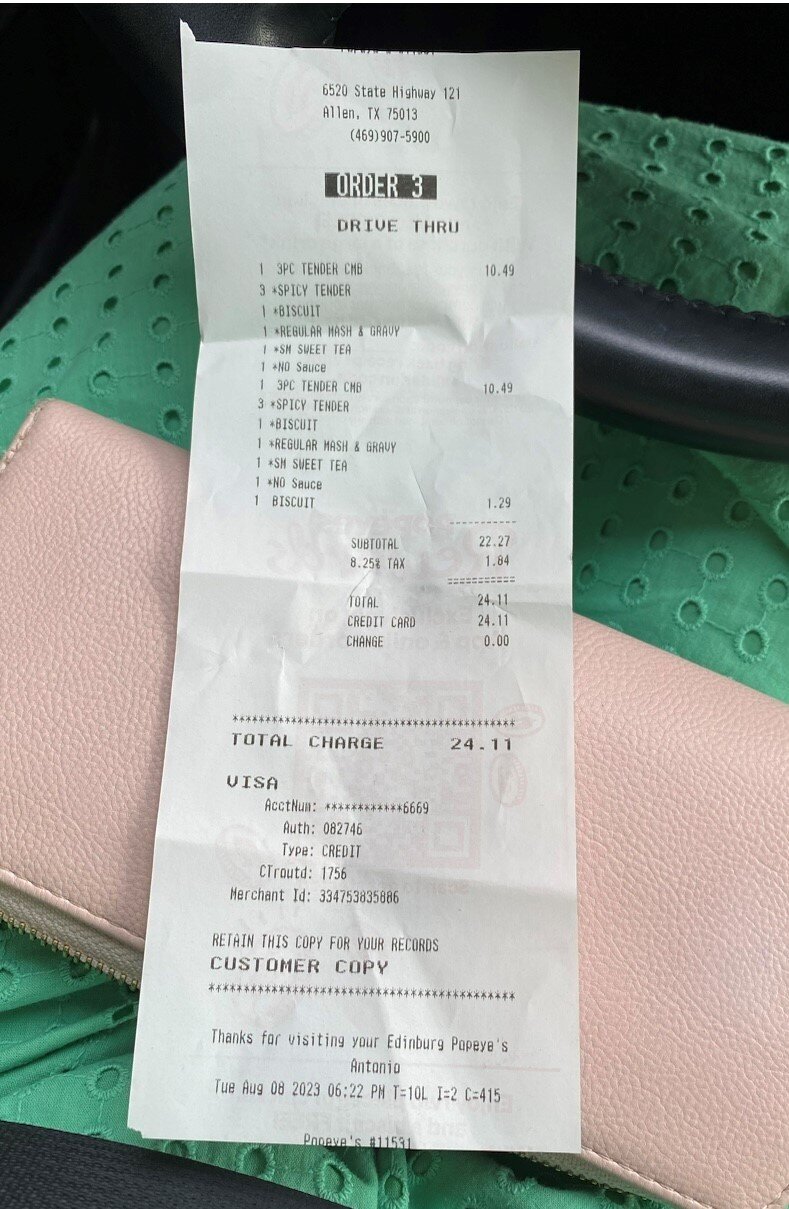 6520 State Highway 121
Allen, TX 75013
(469)907-5900
ORDER 3
DRIVE THRU
1 3PC TENDER CMB 10.49
3 *SPICY TENDER
1 *BISCUIT
1 *REGULAR MASH & GRAVY
1 *SM SWEET TEA
1 *NO Sauce
1 3PC TENDER CMB 10.49
3 *SPICY TENDER
1 *BISCUIT
1 *REGULAR MASH & GRAVY
1 *SM SWEET TEA
1 *NO Sauce
1 BISCUIT 1.29
SUBTOTAL 22.27
8.25% TAX 1.84
TOTAL 24.11
CREDIT CARD 24.11
CHANGE 0.00
TOTAL CHARGE 24.11
VISA
AcctNum: ************6669
Auth: 082746
Type: CREDIT
CTroutd: 1756
Merchant Id: 334753835886
RETAIN THIS COPY FOR YOUR RECORDS
CUSTOMER COPY
Thanks for visiting your Edinburg Popeye's
Antonio
Tue Aug 08 2023 06:22 PM T=10L I=2 C=415
Popeye's #11591